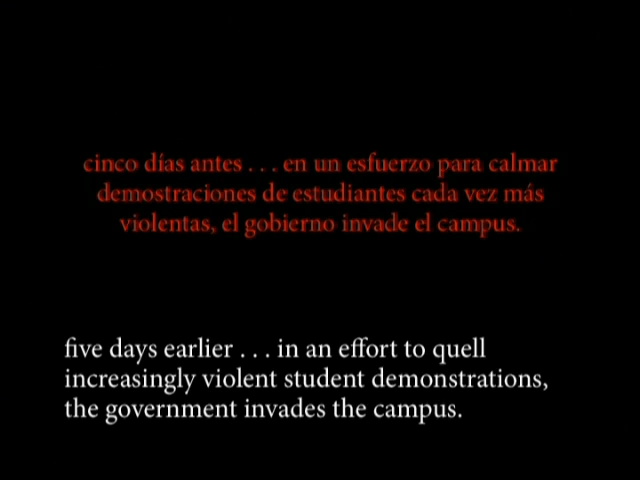 cinco días antes . . . en un esfuerzo para calmar
demostraciones de estudiantes cada vez más
violentas, el gobierno invade el campus.
five days earlier . . . in an effort to quell
increasingly violent student demonstrations,
the government invades the campus.